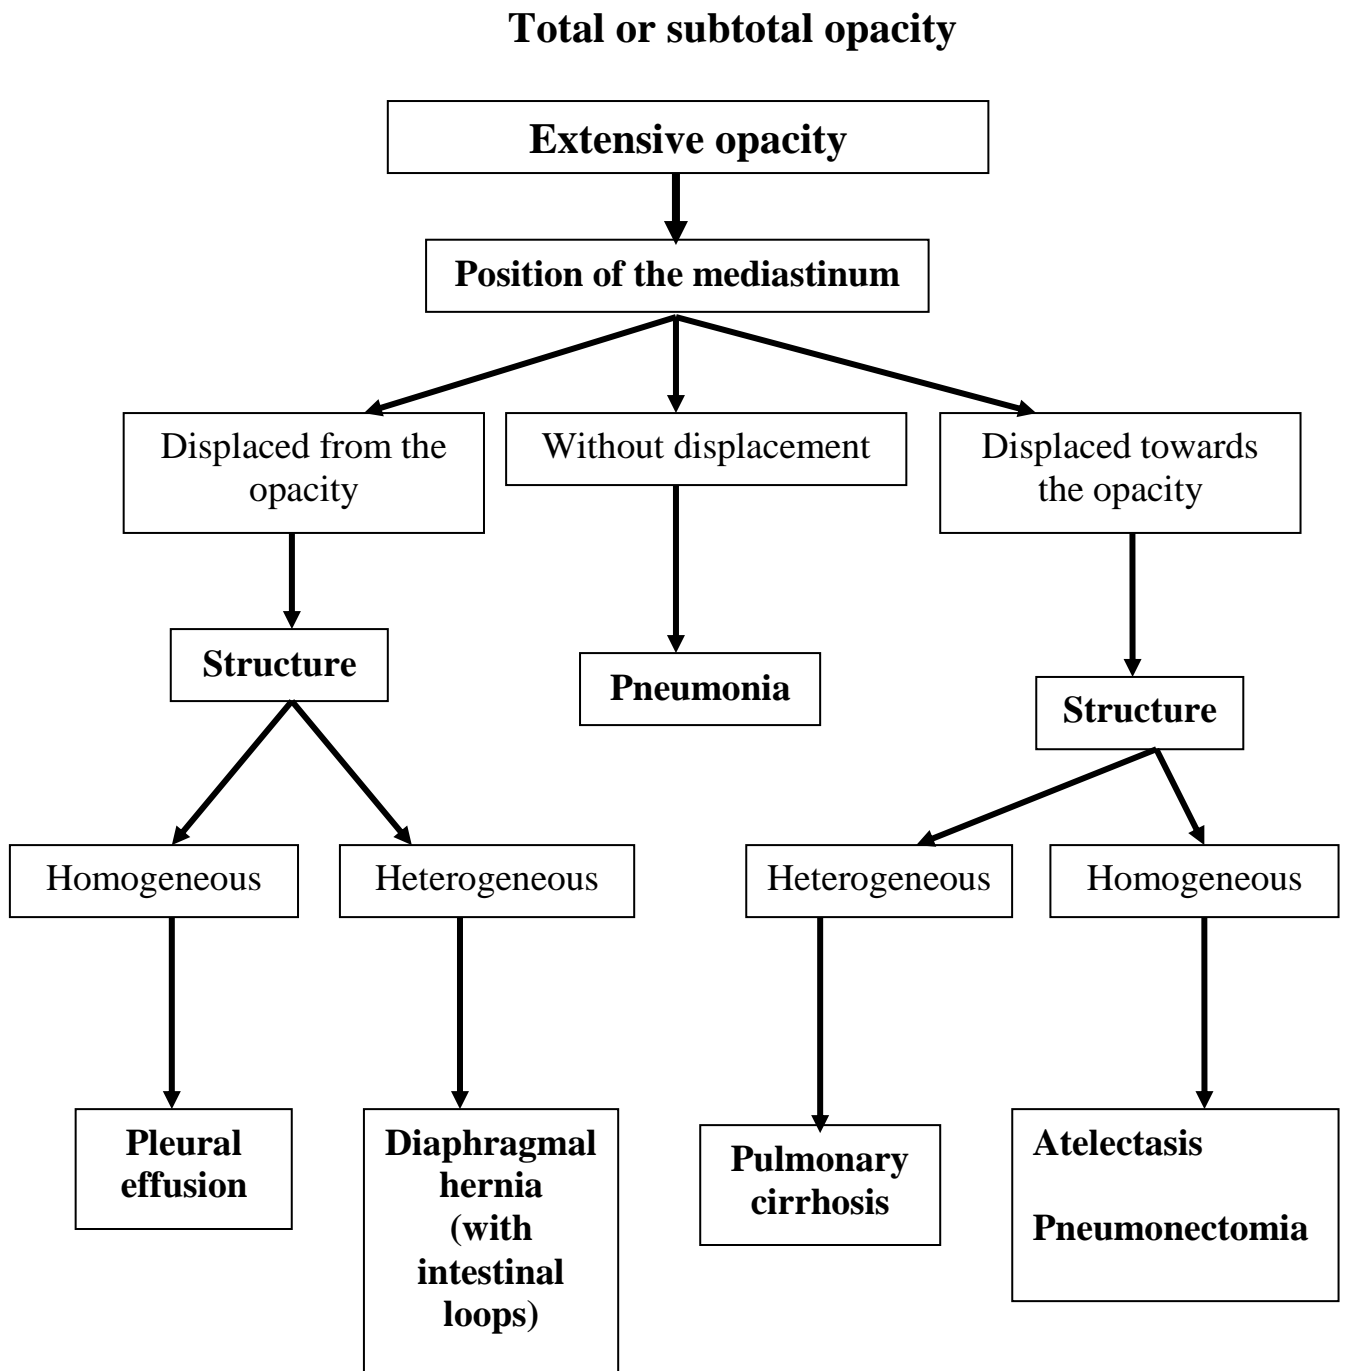 Total or subtotal opacity
Extensive opacity
Position of the mediastinum
Displaced from the
opacity
Without displacement
Displaced towards
the opacity
Structure
Pneumonia
Structure
Homogeneous
Heterogeneous
Heterogeneous
Homogeneous
Pleural
effusion
Diaphragmal
hernia
(with
intestinal
loops)
Pulmonary
cirrhosis
Atelectasis
Pneumonectomia